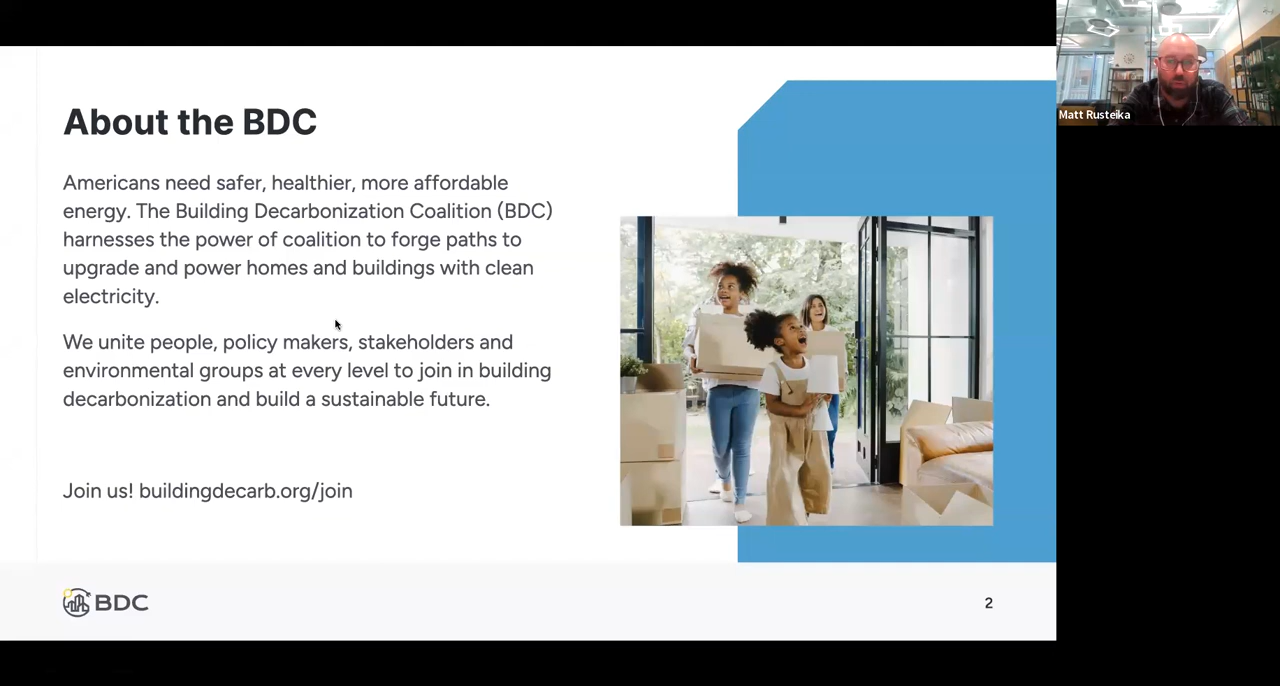 About the BDC
Americans need safer, healthier, more affordable
energy. The Building Decarbonization Coalition (BDC)
harnesses the power of coalition to forge paths to
upgrade and power homes and buildings with clean
electricity.
We unite people, policy makers, stakeholders and
environmental groups at every level to join in building
decarbonization and build a sustainable future.
Join us! buildingdecarb.org/join
BDC
2
Matt Rusteika